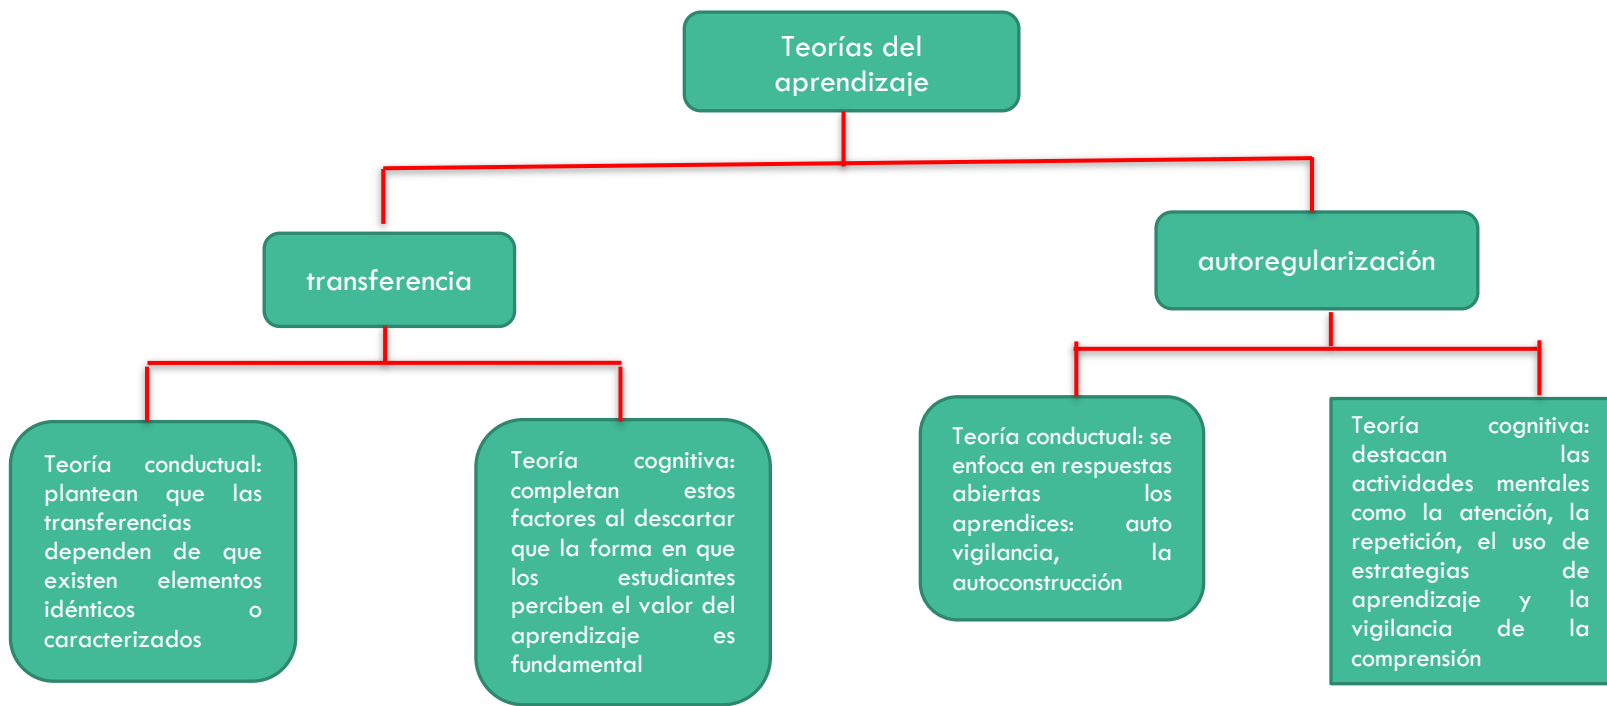 Teorías del
aprendizaje
transferencia
autoregularización
Teoría conductual:
plantean que las
transferencias
dependen de que
existen elementos
idénticos o
caracterizados
Teoría cognitiva:
completan estos
factores al descartar
que la forma en que
los estudiantes
perciben el valor del
aprendizaje es
fundamental
Teoría conductual: se
enfoca en respuestas
abiertas los
aprendices: auto
vigilancia, la
autoconstrucción
Teoría cognitiva:
destacan las
actividades mentales
como la atención, la
repetición, el uso de
estrategias de
aprendizaje y la
vigilancia de la
comprensión